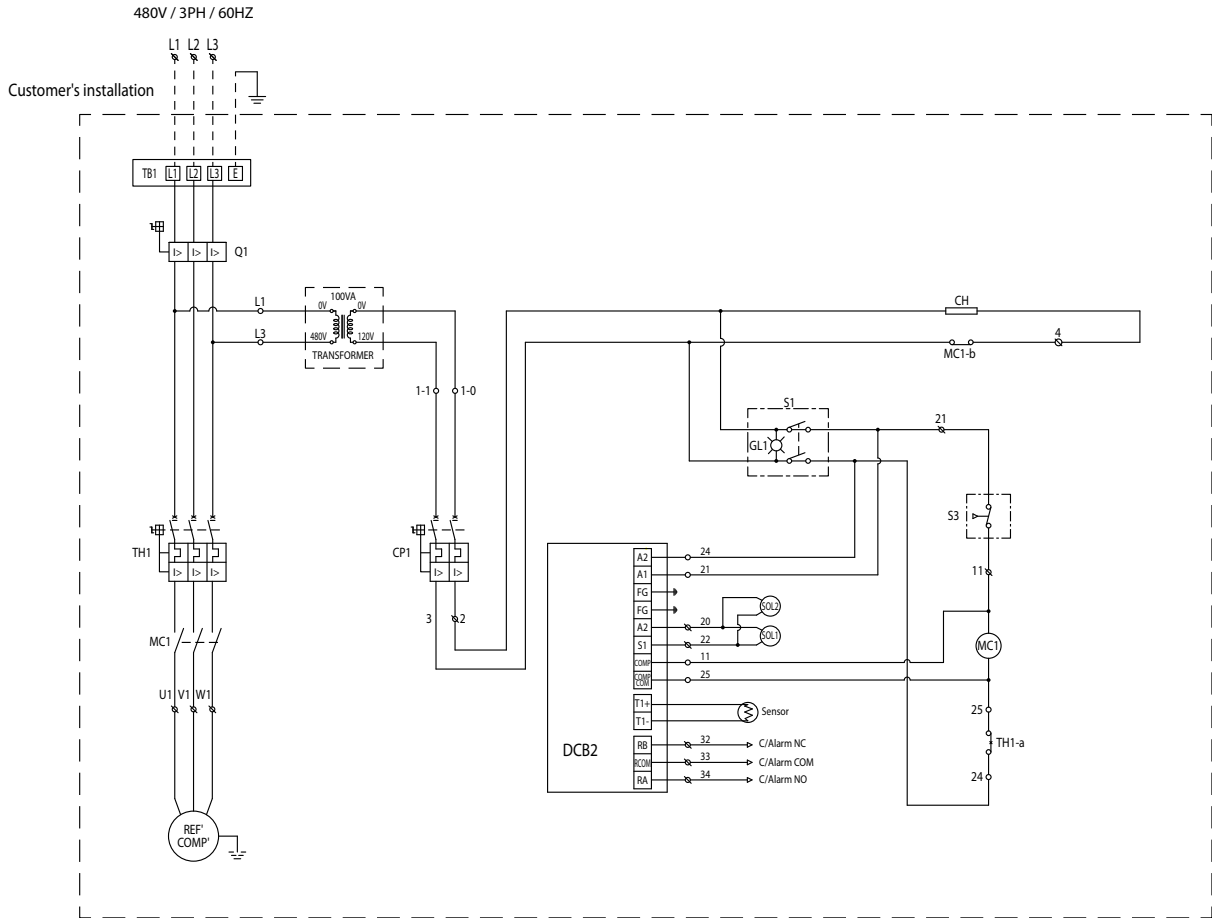 480V / 3PH / 60HZ
L1 L2 L3
Customer's installation
TB1 L1 L2 L3 E
Q1
L1
L3
100VA
0V 0V
480V 120V
TRANSFORMER
CH
4
MC1-b
1-1 1-0
S1
GL1
21
S3
11
TH1
CP1
3 2
MC1
U1 V1 W1
REF'
COMP'
DCB2
A2 24
A1 21
FG
FG
A2 20
S1 22
SOL2
SOL1
COMP 11
COMP
COM 25
T1+
T1-
Sensor
RB 32 C/Alarm NC
RCOM 33 C/Alarm COM
RA 34 C/Alarm NO
MC1
25
TH1-a
24
I> I> I>
I> I> I>
I> I>